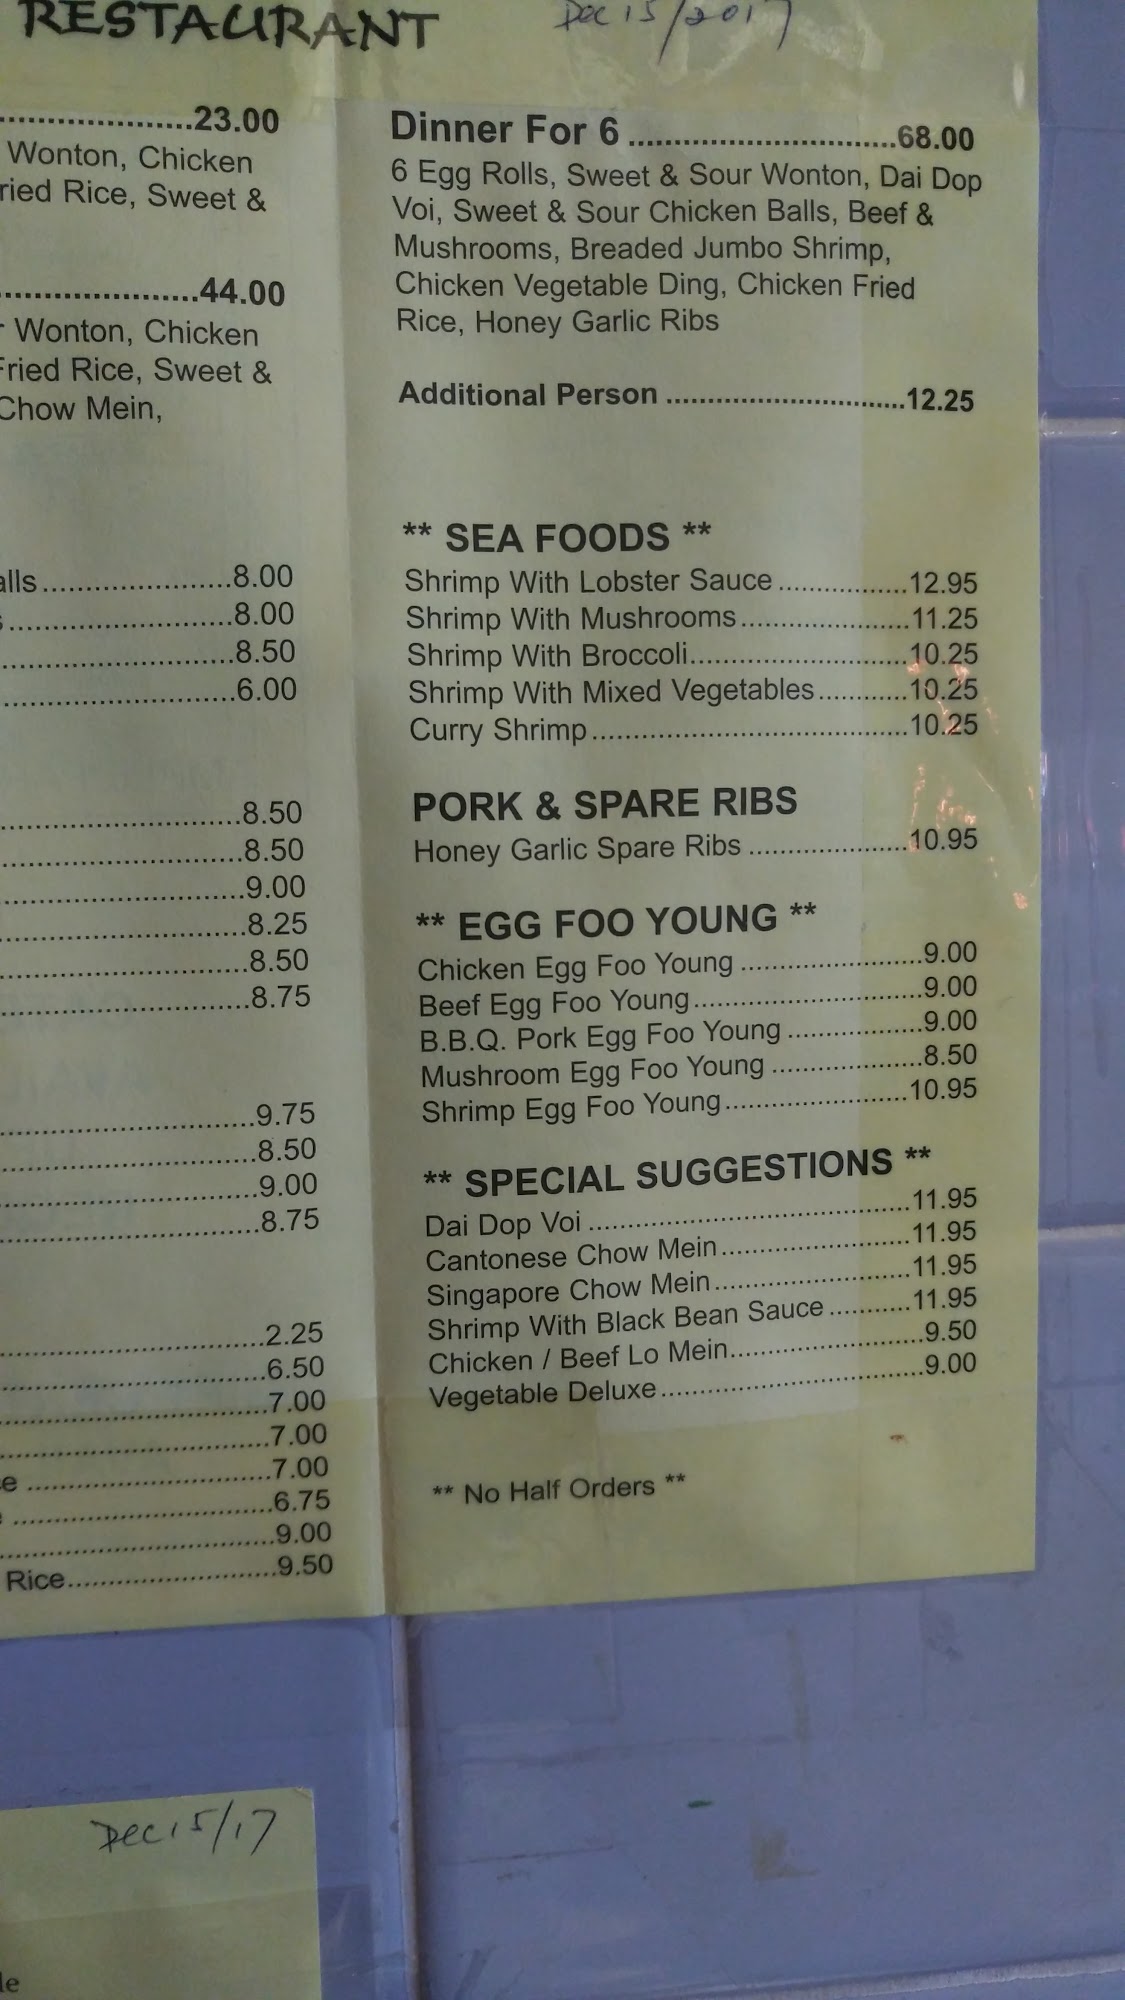 RESTAURANT
Dec 15/2017
........................23.00
Wonton, Chicken
ried Rice, Sweet &
........................44.00
Wonton, Chicken
Fried Rice, Sweet &
Chow Mein,
alls........................8.00
........................8.00
........................8.50
........................6.00
........................8.50
........................8.50
........................9.00
........................8.25
........................8.50
........................8.75
........................9.75
........................8.50
........................9.00
........................8.75
........................2.25
........................6.50
........................7.00
........................7.00
e ........................7.00
........................6.75
........................9.00
Rice........................9.50
Dinner For 6 ............................68.00
6 Egg Rolls, Sweet & Sour Wonton, Dai Dop
Voi, Sweet & Sour Chicken Balls, Beef &
Mushrooms, Breaded Jumbo Shrimp,
Chicken Vegetable Ding, Chicken Fried
Rice, Honey Garlic Ribs
Additional Person ............................12.25
** SEA FOODS **
Shrimp With Lobster Sauce .................12.95
Shrimp With Mushrooms......................11.25
Shrimp With Broccoli............................10.25
Shrimp With Mixed Vegetables............10.25
Curry Shrimp.........................................10.25
PORK & SPARE RIBS
Honey Garlic Spare Ribs .....................10.95
** EGG FOO YOUNG **
Chicken Egg Foo Young ........................9.00
Beef Egg Foo Young..............................9.00
B.B.Q. Pork Egg Foo Young ..................9.00
Mushroom Egg Foo Young ....................8.50
Shrimp Egg Foo Young........................10.95
** SPECIAL SUGGESTIONS **
Dai Dop Voi ..........................................11.95
Cantonese Chow Mein.........................11.95
Singapore Chow Mein..........................11.95
Shrimp With Black Bean Sauce ...........11.95
Chicken / Beef Lo Mein..........................9.50
Vegetable Deluxe...................................9.00
** No Half Orders **
Dec 15/17
le